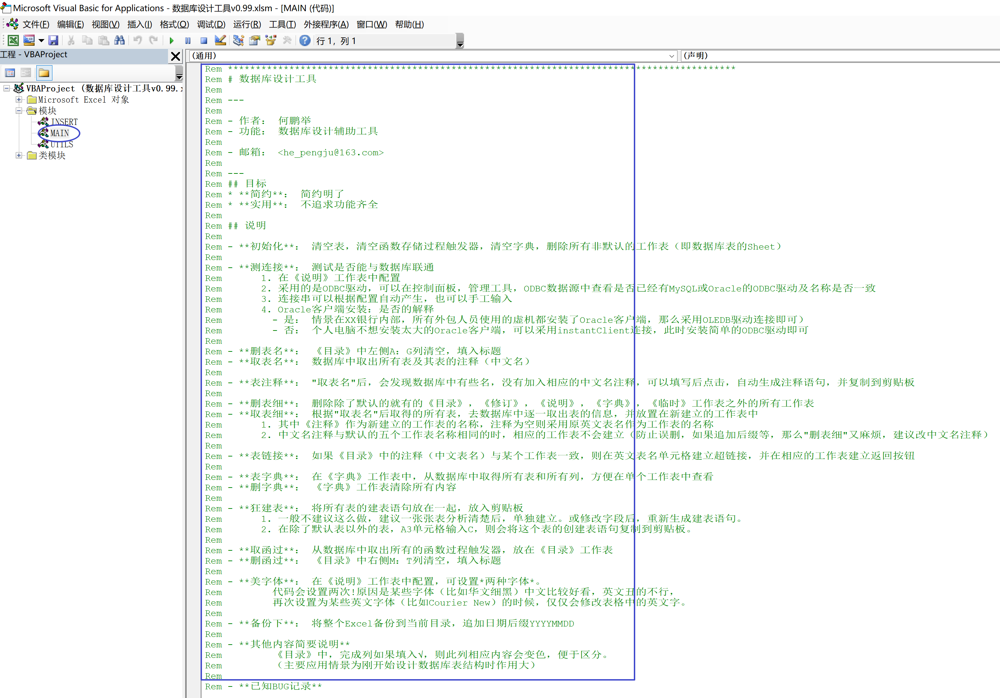 Microsoft Visual Basic for Applications - 数据库设计工具v0.99.xlsm - [MAIN (代码)]
文件(F) 编辑(E) 视图(V) 插入(I) 格式(O) 调试(D) 运行(R) 工具(T) 外接程序(A) 窗口(W) 帮助(H)
行 1，列 1
工程 - VBAProject
VBAProject (数据库设计工具v0.99.x
Microsoft Excel 对象
模块
INSERT
MAIN
UTILS
类模块
(通用) (声明)
Rem *******************************************************************************************
Rem # 数据库设计工具
Rem
Rem ---
Rem
Rem - 作者： 何鹏举
Rem - 功能： 数据库设计辅助工具
Rem
Rem - 邮箱： <he_pengju@163.com>
Rem
Rem ---
Rem ## 目标
Rem * **简约**： 简约明了
Rem * **实用**： 不追求功能齐全
Rem
Rem ## 说明
Rem
Rem - **初始化**： 清空表，清空函数存储过程触发器，清空字典，删除所有非默认的工作表（即数据库表的Sheet）
Rem
Rem - **测连接**： 测试是否能与数据库联通
Rem 1. 在《说明》工作表中配置
Rem 2. 采用的是ODBC驱动，可以在控制面板，管理工具，ODBC数据源中查看是否已经有MySQL或Oracle的ODBC驱动及名称是否一致
Rem 3. 连接串可以根据配置自动产生，也可以手工输入
Rem 4. Oracle客户端安装：是否的解释
Rem - 是： 情景在XX银行内部，所有外包人员使用的虚机都安装了Oracle客户端，那么采用OLEDB驱动连接即可）
Rem - 否： 个人电脑不想安装太大的Oracle客户端，可以采用instantClient连接，此时安装简单的ODBC驱动即可
Rem
Rem - **删表名**： 《目录》中左侧A：G列清空，填入标题
Rem - **取表名**： 数据库中取出所有表及其表的注释（中文名）
Rem
Rem - **表注释**： "取表名"后，会发现数据库中有些名，没有加入相应的中文名注释，可以填写后点击，自动生成注释语句，并复制到剪贴板
Rem
Rem - **删表细**： 删除除了默认的就有的《目录》，《修订》，《说明》，《字典》，《临时》工作表之外的所有工作表
Rem - **取表细**： 根据"取表名"后取得的所有表，去数据库中逐一取出表的信息，并放置在新建立的工作表中
Rem 1. 其中《注释》作为新建立的工作表的名称，注释为空则采用原英文表名作为工作表的名称
Rem 2. 中文名注释与默认的五个工作表名称相同的时，相应的工作表不会建立（防止误删，如果追加后缀等，那么"删表细"又麻烦，建议改中文名注释）
Rem
Rem - **表链接**： 如果《目录》中的注释（中文表名）与某个工作表一致，则在英文表名单元格建立超链接，并在相应的工作表建立返回按钮
Rem
Rem - **表字典**： 在《字典》工作表中，从数据库中取得所有表和所有列，方便在单个工作表中查看
Rem - **删字典**： 《字典》工作表清除所有内容
Rem
Rem - **狂建表**： 将所有表的建表语句放在一起，放入剪贴板
Rem 1. 一般不建议这么做，建议一张张表分析清楚后，单独建立。或修改字段后，重新生成建表语句。
Rem 2. 在除了默认表以外的表，A3单元格输入C，则会将这个表的创建表语句复制到剪贴板。
Rem
Rem - **取函过**： 从数据库中取出所有的函数过程触发器，放在《目录》工作表
Rem - **删函过**： 《目录》中右侧M：T列清空，填入标题
Rem
Rem - **美字体**： 在《说明》工作表中配置，可设置*两种字体*。
Rem 代码会设置两次!原因是某些字体（比如华文细黑）中文比较好看，英文丑的不行，
Rem 再次设置为某些英文字体（比如Courier New）的时候，仅仅会修改表格中的英文字。
Rem
Rem - **备份下**： 将整个Excel备份到当前目录，追加日期后缀YYYYMMDD
Rem
Rem - **其他内容简要说明**
Rem 《目录》中，完成列如果填入√，则此列相应内容会变色，便于区分。
Rem （主要应用情景为刚开始设计数据库表结构时作用大）
Rem
Rem - **已知BUG记录**